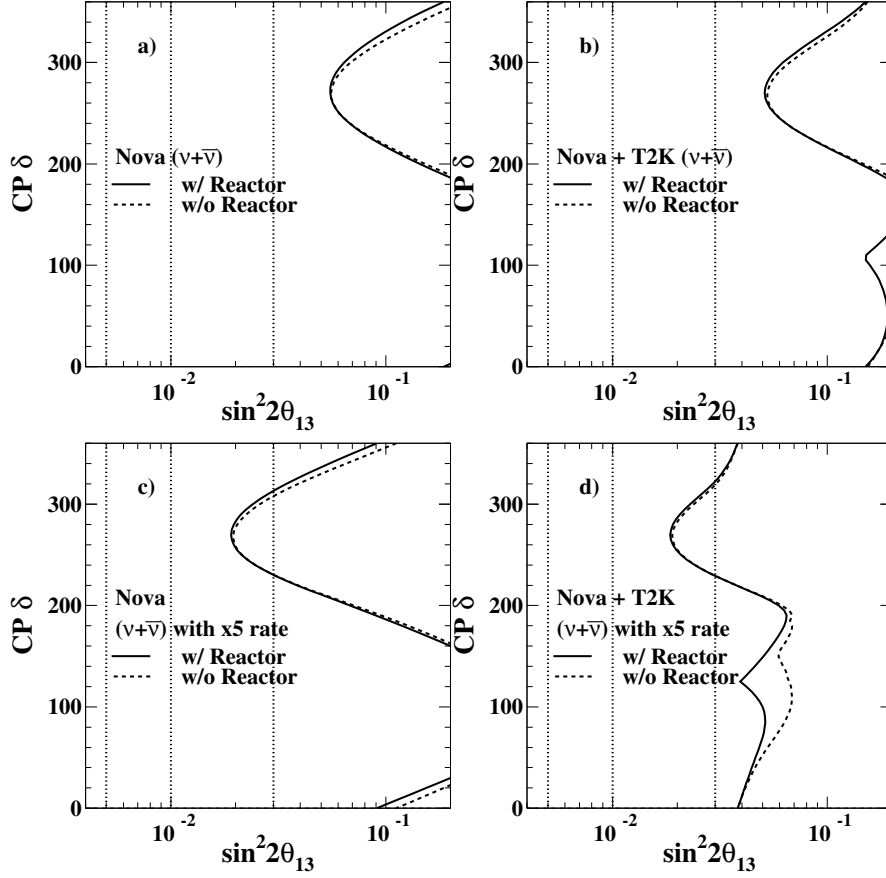 a)
300
200
100
0
CP δ
Nova (ν+ν̅)
w/ Reactor
w/o Reactor
10⁻²
10⁻¹
sin²2θ₁₃
b)
300
200
100
0
CP δ
Nova + T2K (ν+ν̅)
w/ Reactor
w/o Reactor
10⁻²
10⁻¹
sin²2θ₁₃
c)
300
200
100
0
CP δ
Nova
(ν+ν̅) with x5 rate
w/ Reactor
w/o Reactor
10⁻²
10⁻¹
sin²2θ₁₃
d)
300
200
100
0
CP δ
Nova + T2K
(ν+ν̅) with x5 rate
w/ Reactor
w/o Reactor
10⁻²
10⁻¹
sin²2θ₁₃